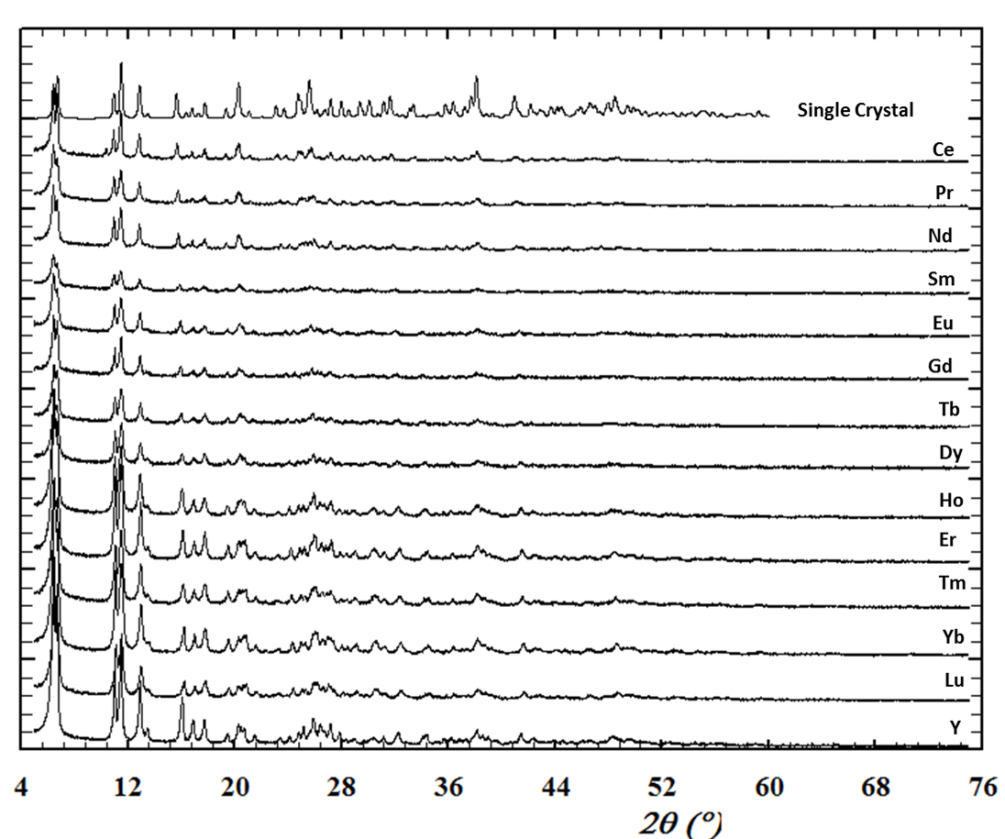 Single Crystal
Ce
Pr
Nd
Sm
Eu
Gd
Tb
Dy
Ho
Er
Tm
Yb
Lu
Y
4 12 20 28 36 44 52 60 68 76
2θ (°)